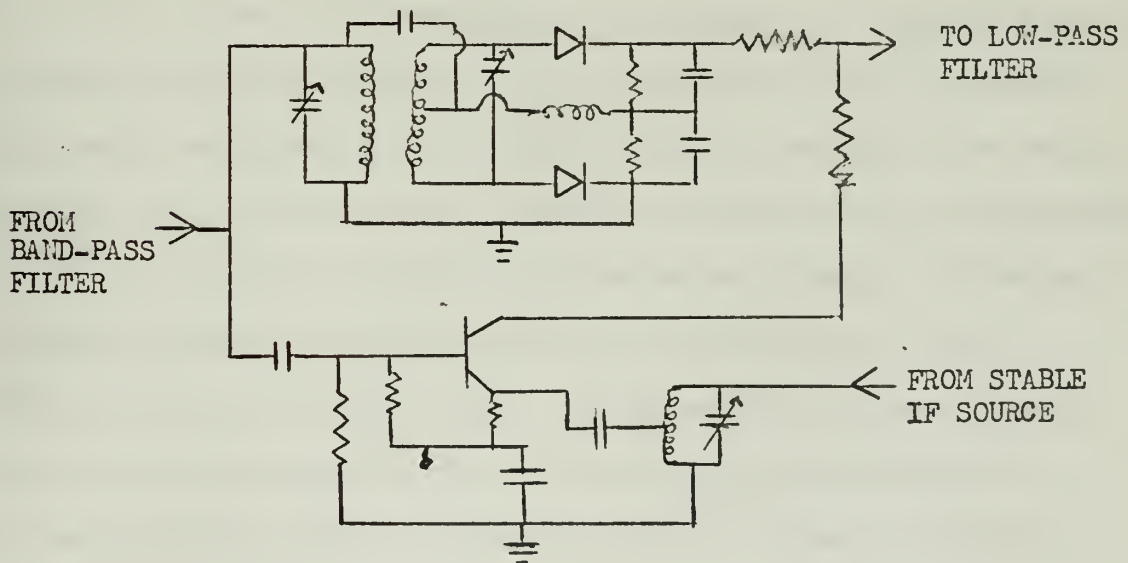 TO LOW-PASS
FILTER
FROM
BAND-PASS
FILTER
FROM STABLE
IF SOURCE